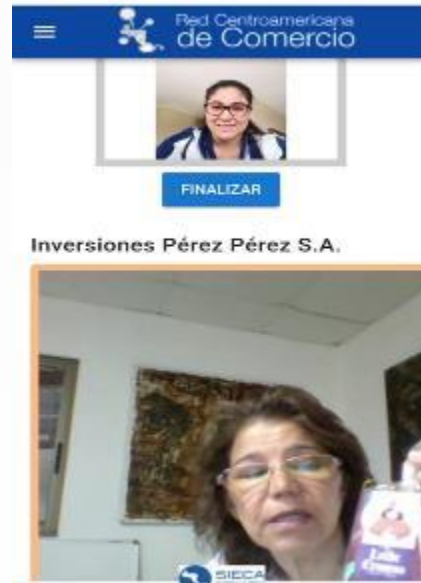 Red Centroamericana
de Comercio
FINALIZAR
Inversiones Pérez Pérez S.A.
SIECA